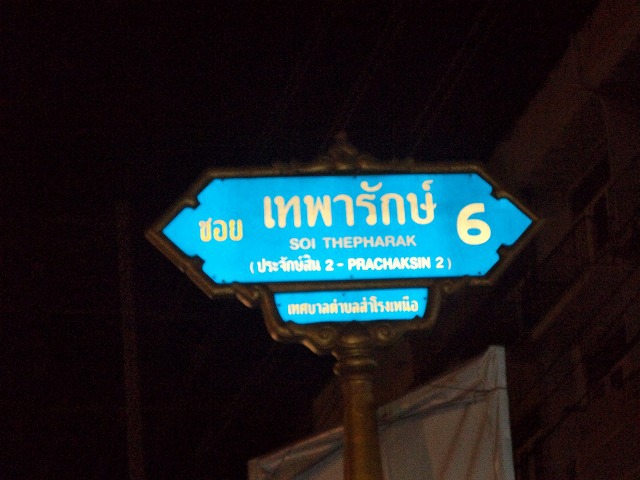 ซอย เทพารักษ์ 6
SOI THEPHARAK
(ประจักษ์สิน 2 - PRACHAKSIN 2)
เทศบาลตำบลสำโรงเหนือ